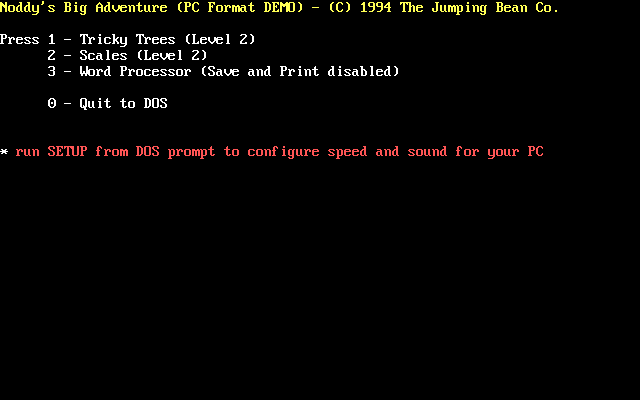 Noddy's Big Adventure (PC Format DEMO) - (C) 1994 The Jumping Bean Co.
Press 1 - Tricky Trees (Level 2)
2 - Scales (Level 2)
3 - Word Processor (Save and Print disabled)
0 - Quit to DOS
* run SETUP from DOS prompt to configure speed and sound for your PC